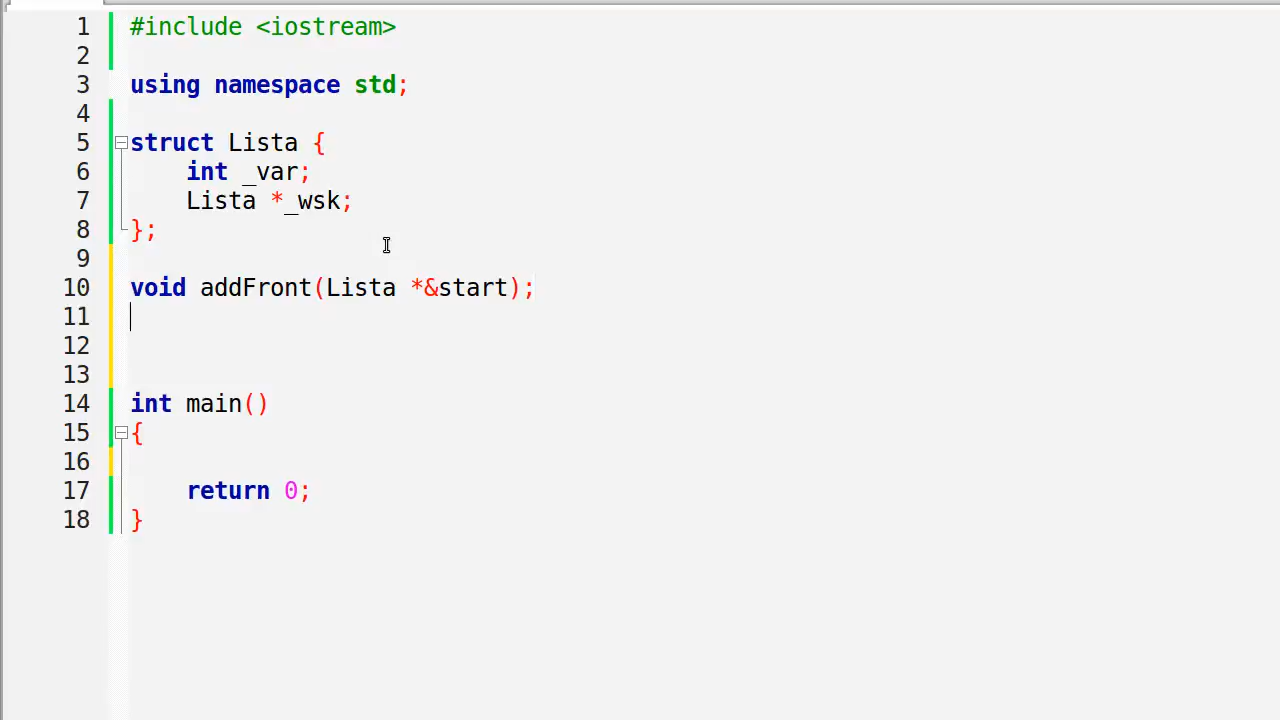 1 #include <iostream>
2
3 using namespace std;
4
5 struct Lista {
6     int _var;
7     Lista *_wsk;
8 };
9
10 void addFront(Lista *&start);
11
12
13
14 int main()
15 {
16
17     return 0;
18 }